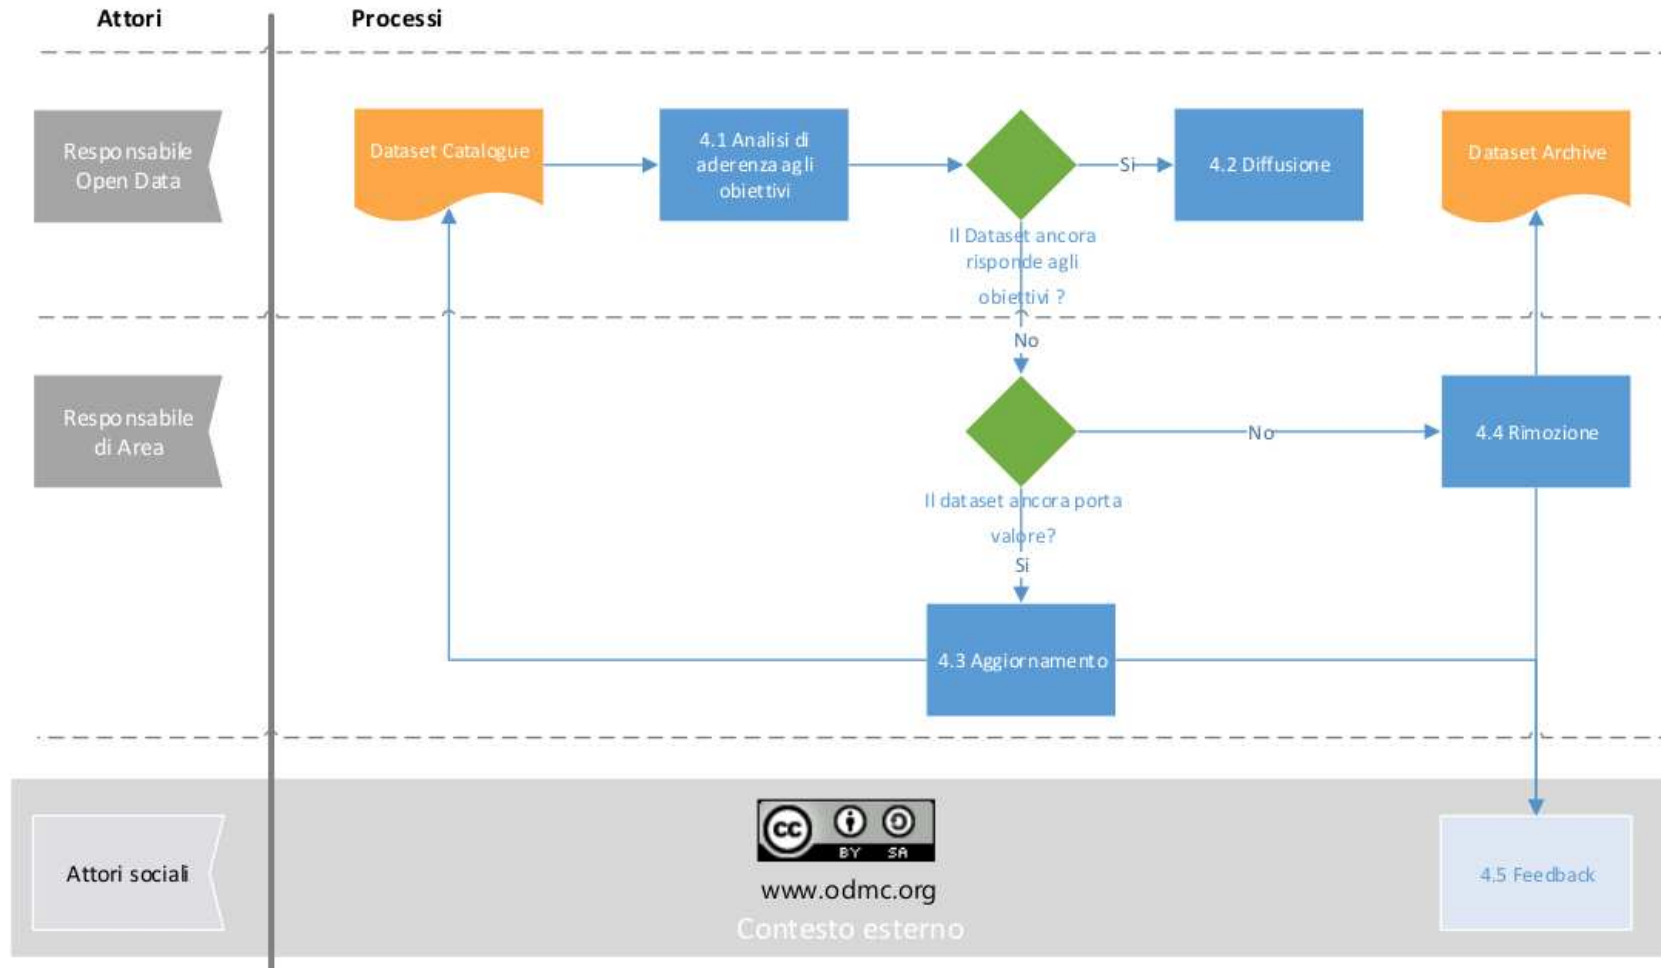 Attori
Processi
Responsabile
Open Data
Dataset Catalogue
4.1 Analisi di
aderenza agli
obiettivi
Si
4.2 Diffusione
Dataset Archive
Il Dataset ancora
risponde agli
obiettivi ?
No
Responsabile
di Area
No
4.4 Rimozione
Il dataset ancora porta
valore?
Si
4.3 Aggiornamento
Attori sociali
cc
BY SA
www.odmc.org
Contesto esterno
4.5 Feedback